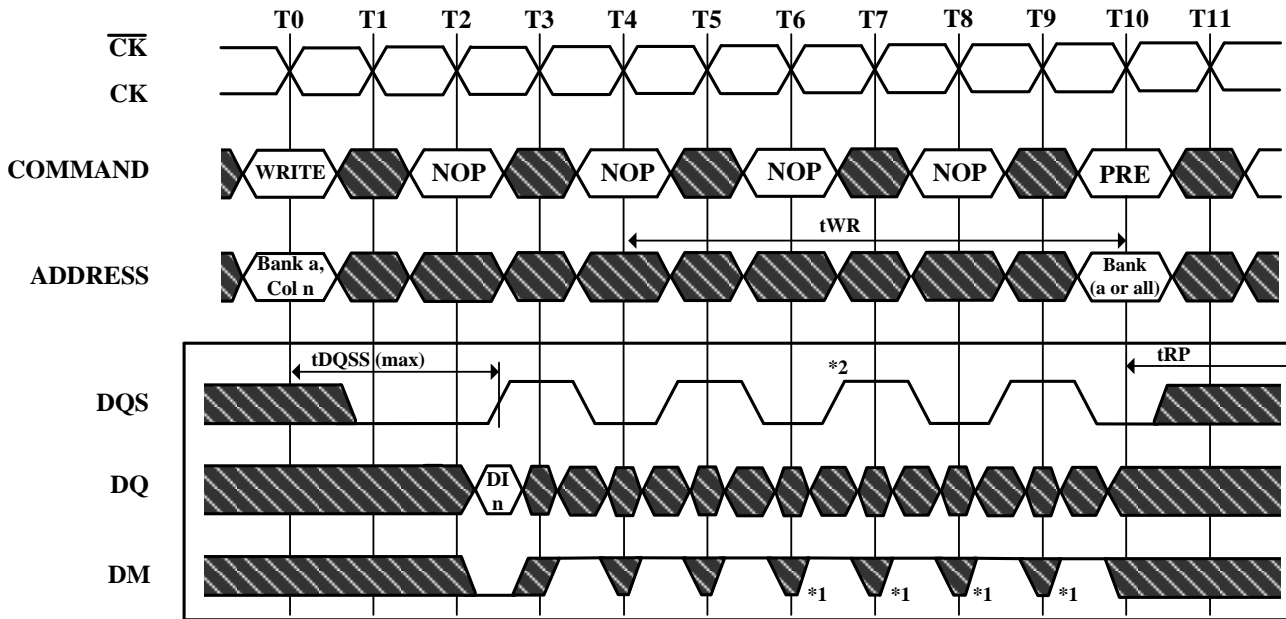 T0 T1 T2 T3 T4 T5 T6 T7 T8 T9 T10 T11
CK
CK
COMMAND WRITE NOP NOP NOP NOP PRE
tWR
ADDRESS Bank a, Col n Bank (a or all)
tDQSS (max) *2 tRP
DQS
DQ DI n
DM *1 *1 *1 *1